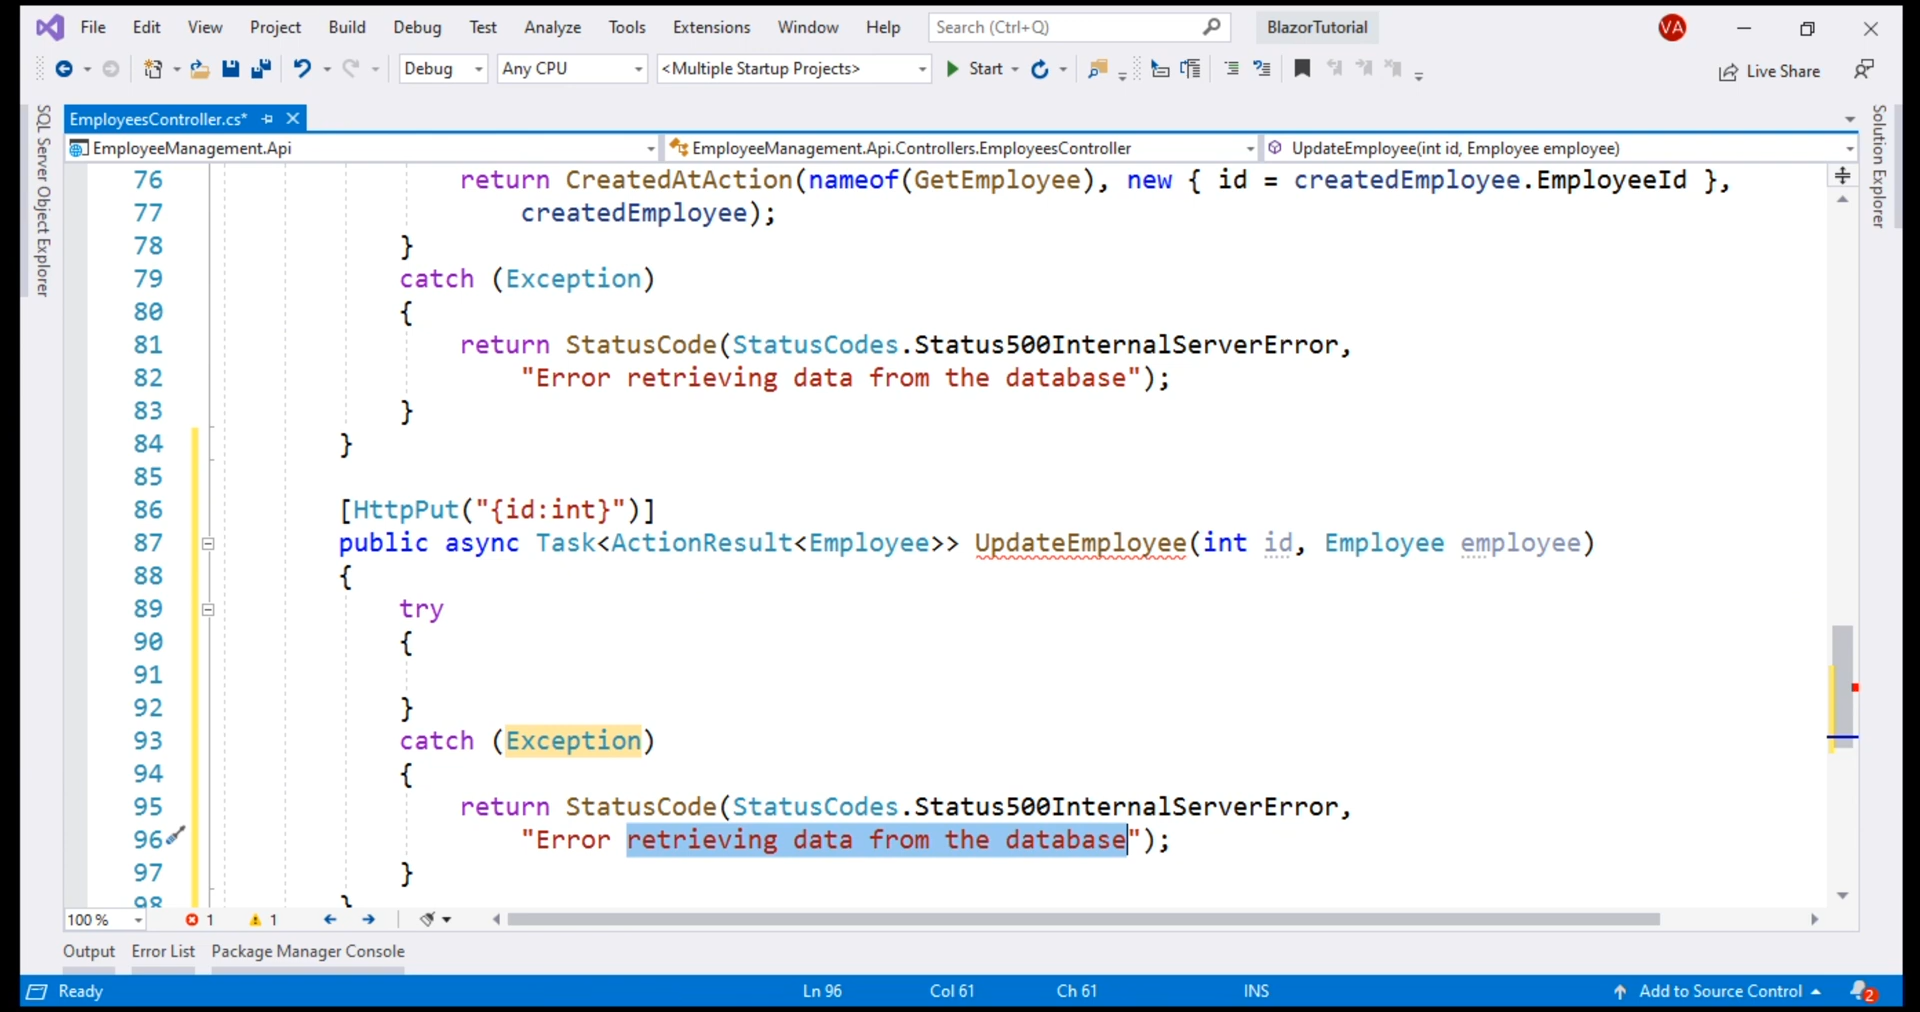 File Edit View Project Build Debug Test Analyze Tools Extensions Window Help Search (Ctrl+Q) BlazorTutorial VA
Debug Any CPU <Multiple Startup Projects> Start Live Share
SQL Server Object Explorer
Solution Explorer
EmployeesController.cs*
EmployeeManagement.Api EmployeeManagement.Api.Controllers.EmployeesController UpdateEmployee(int id, Employee employee)
76 return CreatedAtAction(nameof(GetEmployee), new { id = createdEmployee.EmployeeId },
77 createdEmployee);
78 }
79 catch (Exception)
80 {
81 return StatusCode(StatusCodes.Status500InternalServerError,
82 "Error retrieving data from the database");
83 }
84 }
85
86 [HttpPut("{id:int}")]
87 public async Task<ActionResult<Employee>> UpdateEmployee(int id, Employee employee)
88 {
89 try
90 {
91
92 }
93 catch (Exception)
94 {
95 return StatusCode(StatusCodes.Status500InternalServerError,
96 "Error retrieving data from the database");
97 }
98 }
100 % 1 1
Output Error List Package Manager Console
Ready Ln 96 Col 61 Ch 61 INS Add to Source Control 2